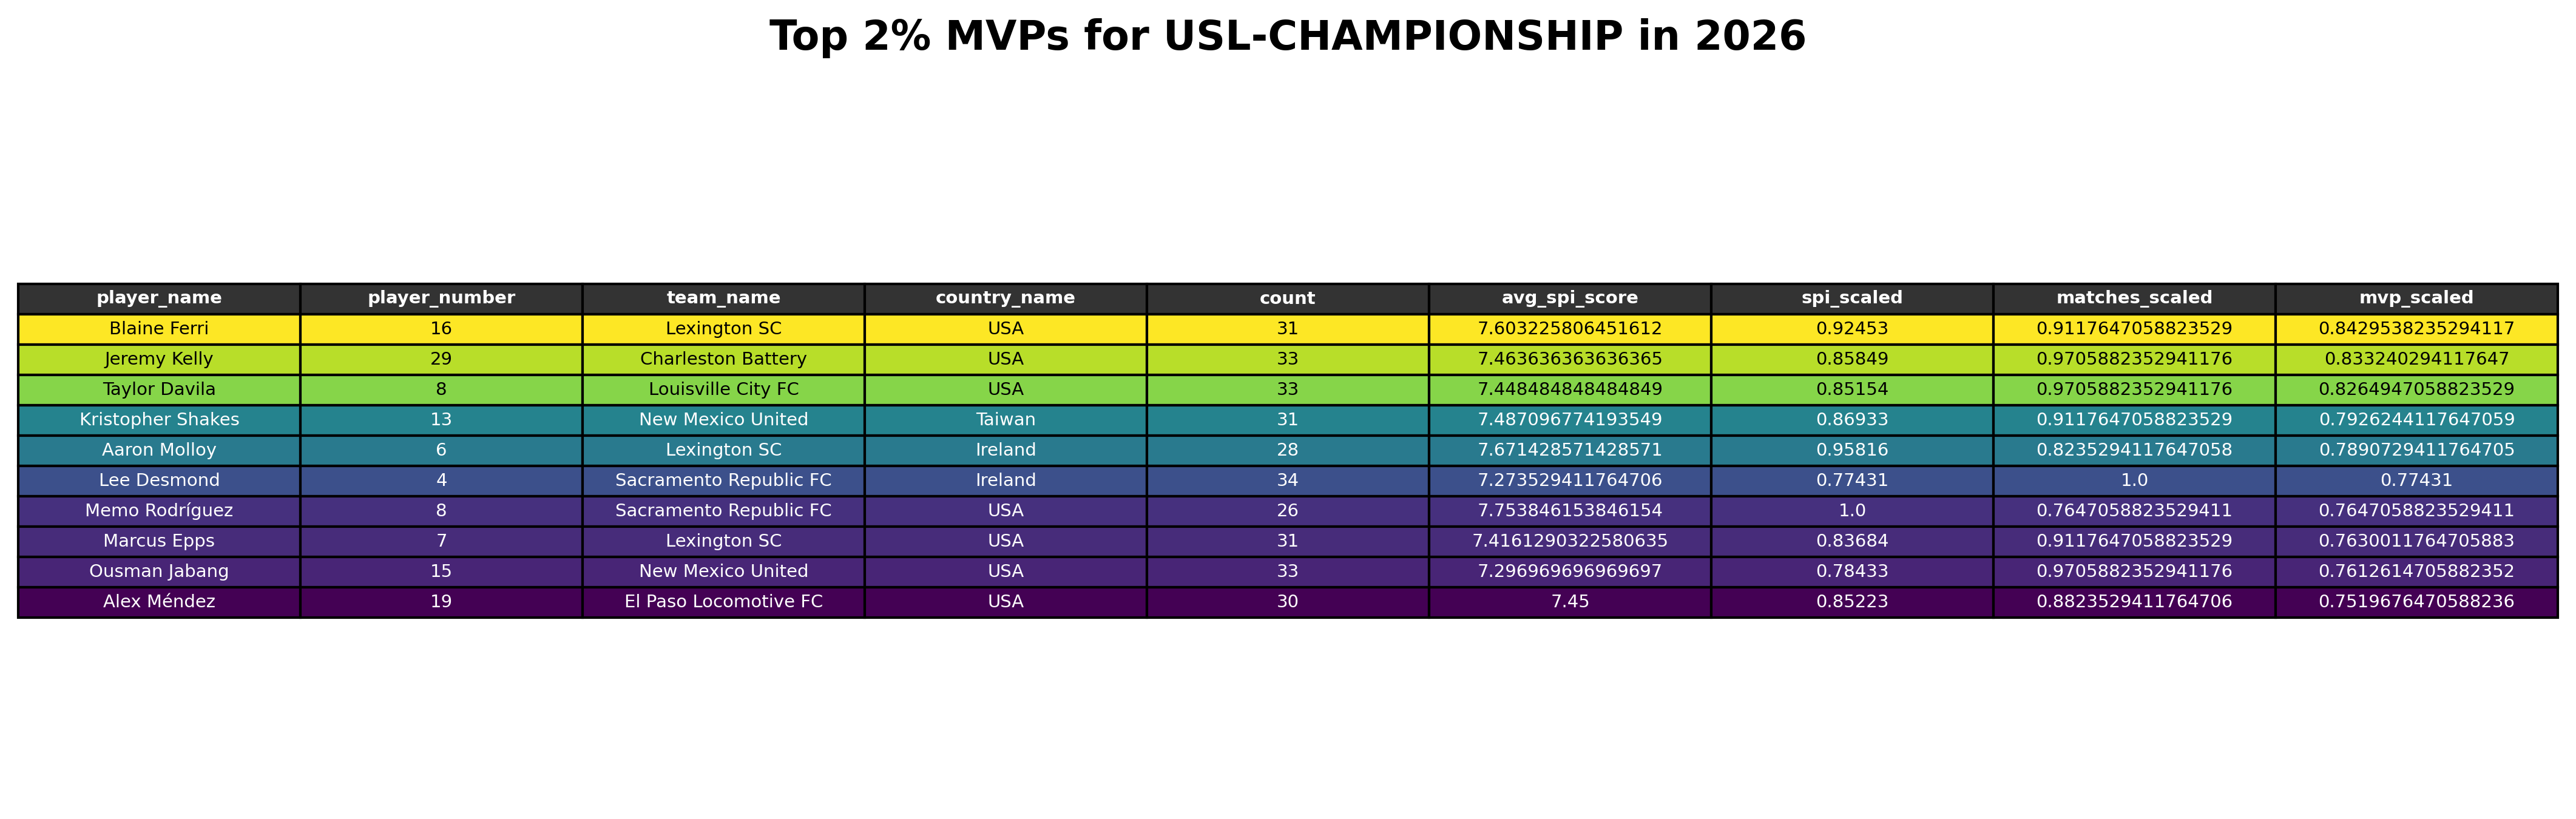 Top 2% MVPs for USL-CHAMPIONSHIP in 2026
player_name player_number team_name country_name count avg_spi_score spi_scaled matches_scaled mvp_scaled
Blaine Ferri 16 Lexington SC USA 31 7.603225806451612 0.92453 0.9117647058823529 0.8429538235294117
Jeremy Kelly 29 Charleston Battery USA 33 7.463636363636365 0.85849 0.9705882352941176 0.833240294117647
Taylor Davila 8 Louisville City FC USA 33 7.448484848484849 0.85154 0.9705882352941176 0.8264947058823529
Kristopher Shakes 13 New Mexico United Taiwan 31 7.487096774193549 0.86933 0.9117647058823529 0.7926244117647059
Aaron Molloy 6 Lexington SC Ireland 28 7.671428571428571 0.95816 0.8235294117647058 0.7890729411764705
Lee Desmond 4 Sacramento Republic FC Ireland 34 7.273529411764706 0.77431 1.0 0.77431
Memo Rodríguez 8 Sacramento Republic FC USA 26 7.753846153846154 1.0 0.7647058823529411 0.7647058823529411
Marcus Epps 7 Lexington SC USA 31 7.4161290322580635 0.83684 0.9117647058823529 0.7630011764705883
Ousman Jabang 15 New Mexico United USA 33 7.296969696969697 0.78433 0.9705882352941176 0.7612614705882352
Alex Méndez 19 El Paso Locomotive FC USA 30 7.45 0.85223 0.8823529411764706 0.7519676470588236